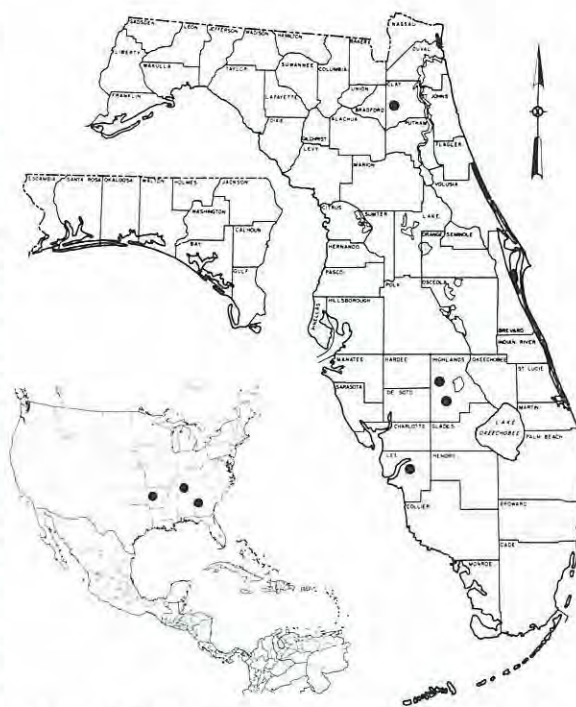 GADSDEN
LEON
JEFFERSON
MADISON
HAMILTON
NASSAU
BAKER
DUVAL
LIBERTY
WAKULLA
TAYLOR
SUWANNEE
COLUMBIA
UNION
CLAY
ST JOHNS
FRANKLIN
LAFAYETTE
BRADFORD
DIXIE
GILCHRIST
ALACHUA
PUTNAM
FLAGLER
LEVY
MARION
VOLUSIA
ESCAMBIA
SANTA ROSA
OKALOOSA
WALTON
HOLMES
JACKSON
WASHINGTON
CALHOUN
BAY
GULF
CITRUS
SUMTER
LAKE
ORANGE
SEMINOLE
HERNANDO
PASCO
POLK
OSCEOLA
HILLSBOROUGH
PINELLAS
BREVARD
INDIAN RIVER
MANATEE
HARDEE
HIGHLANDS
OKEECHOBEE
ST LUCIE
SARASOTA
DE SOTO
MARTIN
CHARLOTTE
GLADES
LAKE
OKEECHOBEE
PALM BEACH
LEE
HENDRY
COLLIER
BROWARD
DADE
MONROE